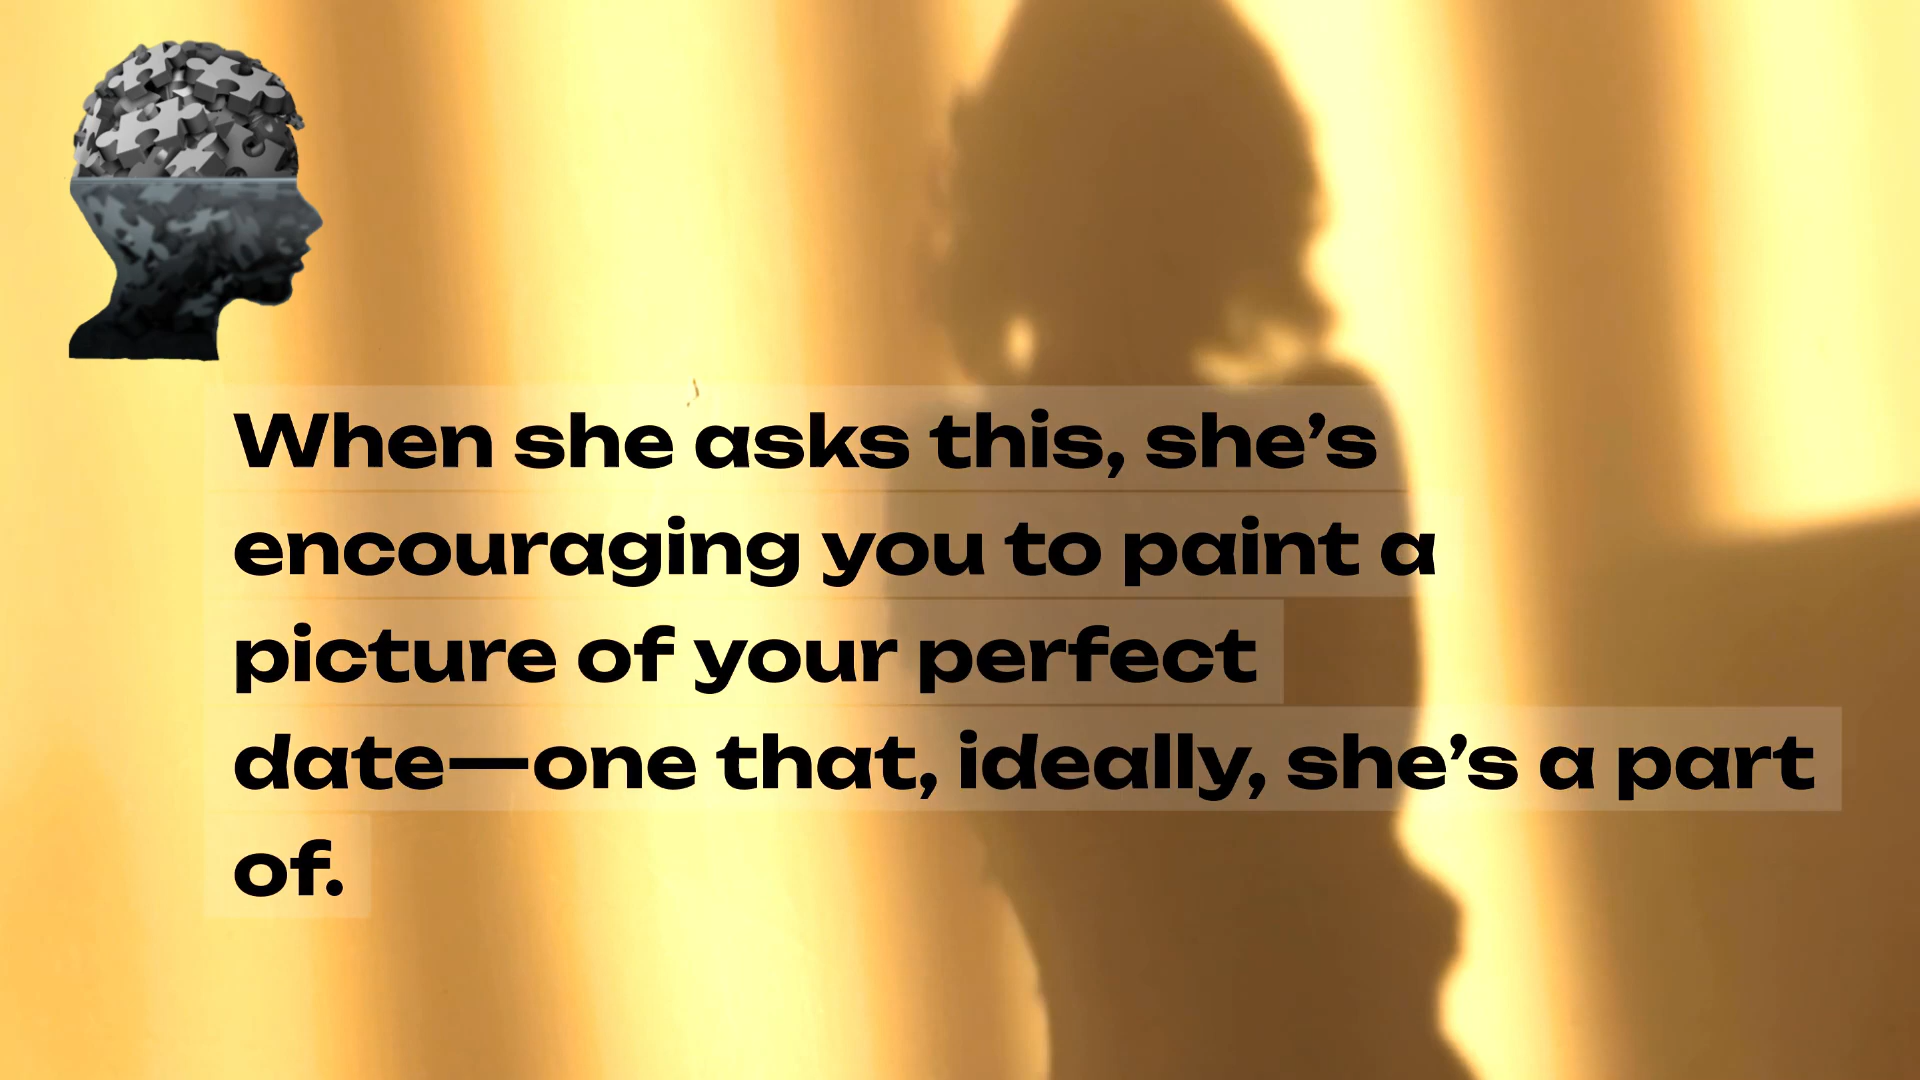 When she asks this, she’s
encouraging you to paint a
picture of your perfect
date—one that, ideally, she’s a part
of.